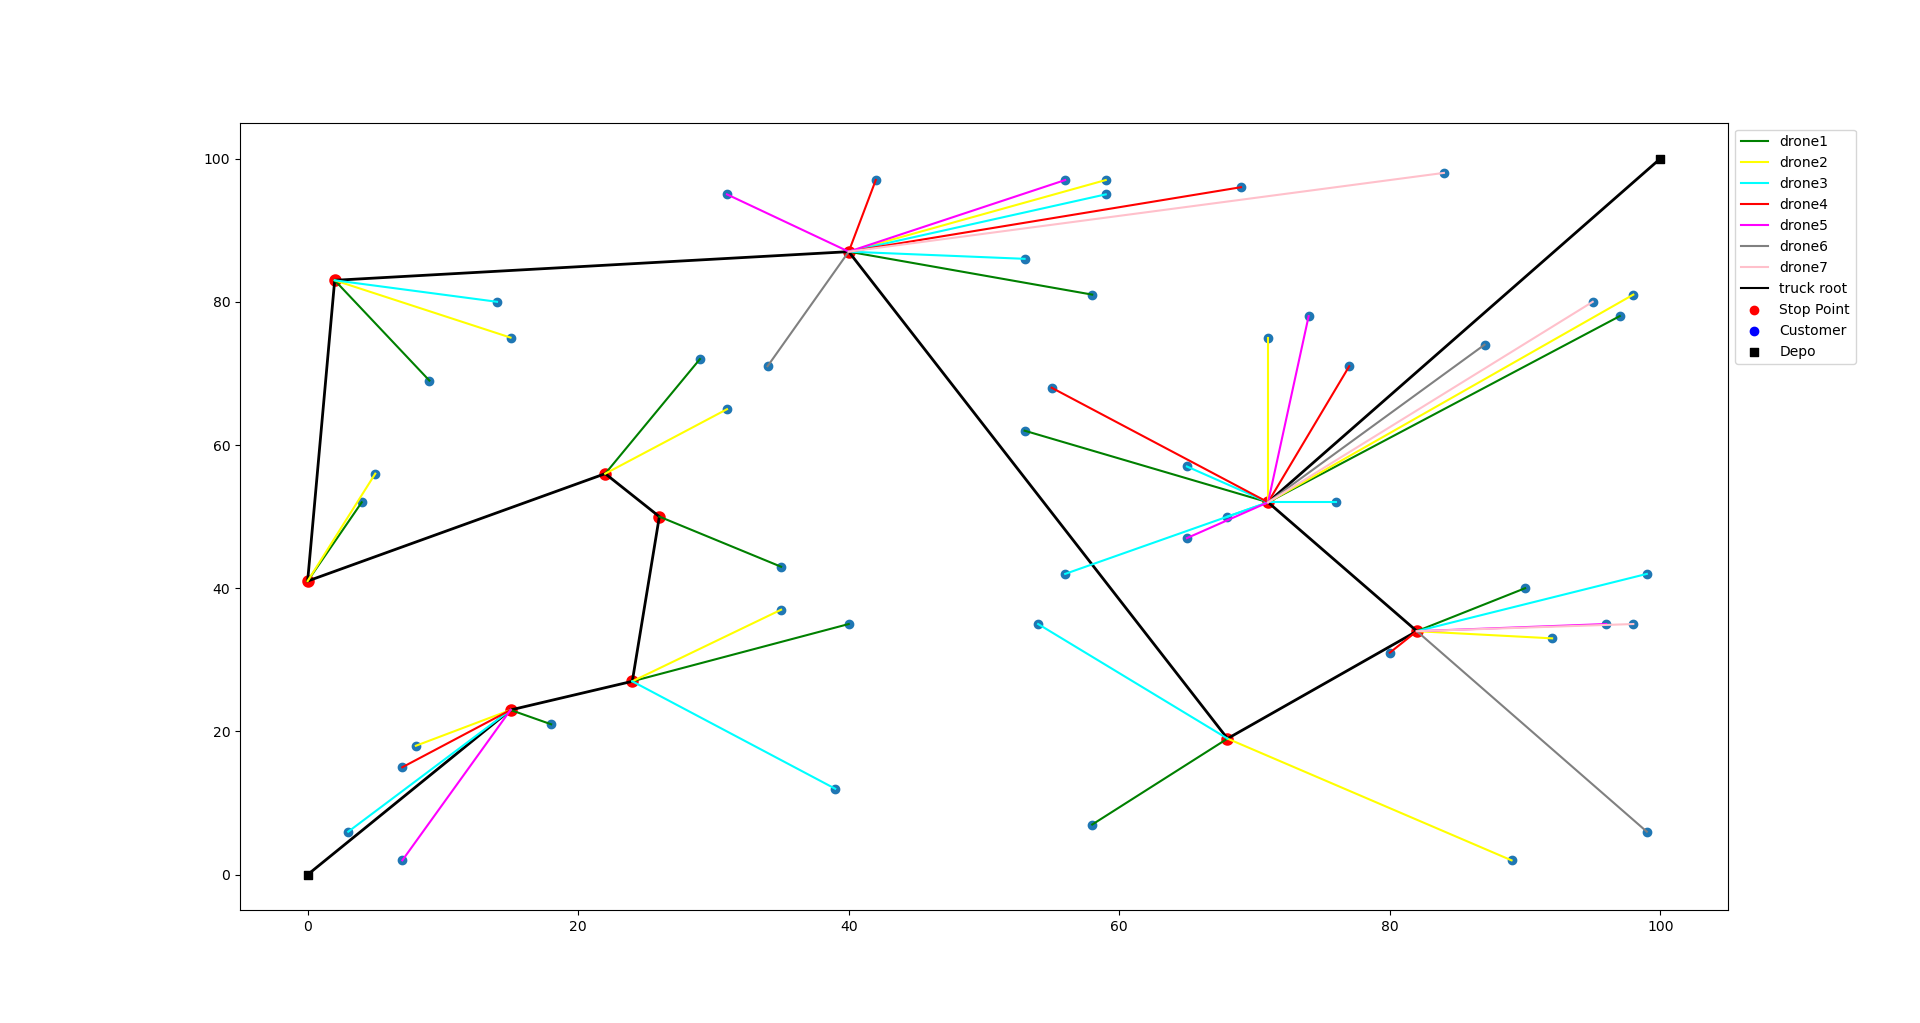 100
80
60
40
20
0
0
20
40
60
80
100
drone1
drone2
drone3
drone4
drone5
drone6
drone7
truck root
Stop Point
Customer
Depo